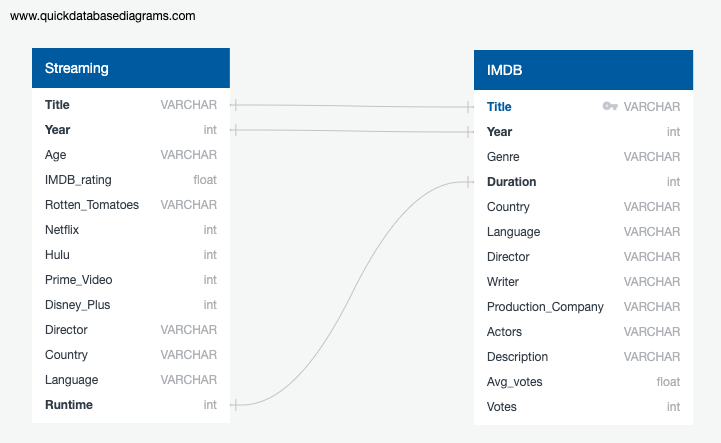 www.quickdatabasediagrams.com
Streaming
Title VARCHAR
Year int
Age VARCHAR
IMDB_rating float
Rotten_Tomatoes VARCHAR
Netflix int
Hulu int
Prime_Video int
Disney_Plus int
Director VARCHAR
Country VARCHAR
Language VARCHAR
Runtime int
IMDB
Title VARCHAR
Year int
Genre VARCHAR
Duration int
Country VARCHAR
Language VARCHAR
Director VARCHAR
Writer VARCHAR
Production_Company VARCHAR
Actors VARCHAR
Description VARCHAR
Avg_votes float
Votes int